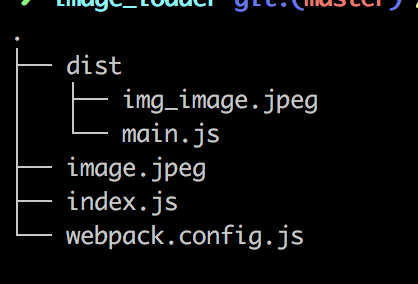 image_loader git:(master)
.
├── dist
│   ├── img_image.jpeg
│   └── main.js
├── image.jpeg
├── index.js
└── webpack.config.js